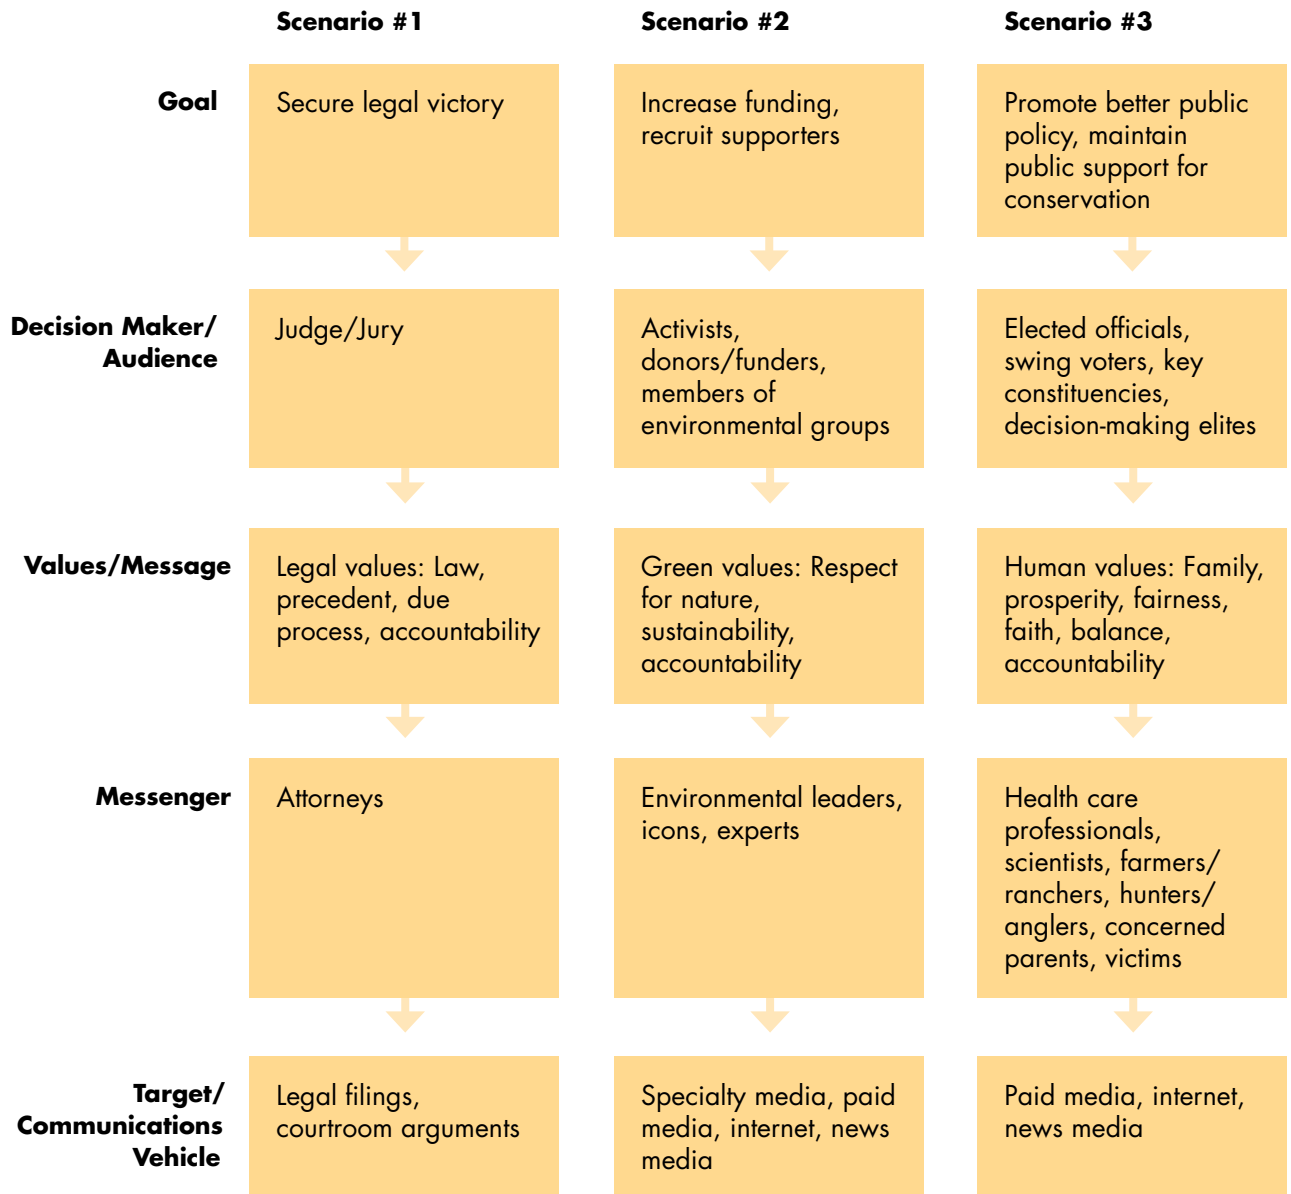 Scenario #1
Scenario #2
Scenario #3
Goal
Secure legal victory
Increase funding,
recruit supporters
Promote better public
policy, maintain
public support for
conservation
Decision Maker/
Audience
Judge/Jury
Activists,
donors/funders,
members of
environmental groups
Elected officials,
swing voters, key
constituencies,
decision-making elites
Values/Message
Legal values: Law,
precedent, due
process, accountability
Green values: Respect
for nature,
sustainability,
accountability
Human values: Family,
prosperity, fairness,
faith, balance,
accountability
Messenger
Attorneys
Environmental leaders,
icons, experts
Health care
professionals,
scientists, farmers/
ranchers, hunters/
anglers, concerned
parents, victims
Target/
Communications
Vehicle
Legal filings,
courtroom arguments
Specialty media, paid
media, internet, news
media
Paid media, internet,
news media